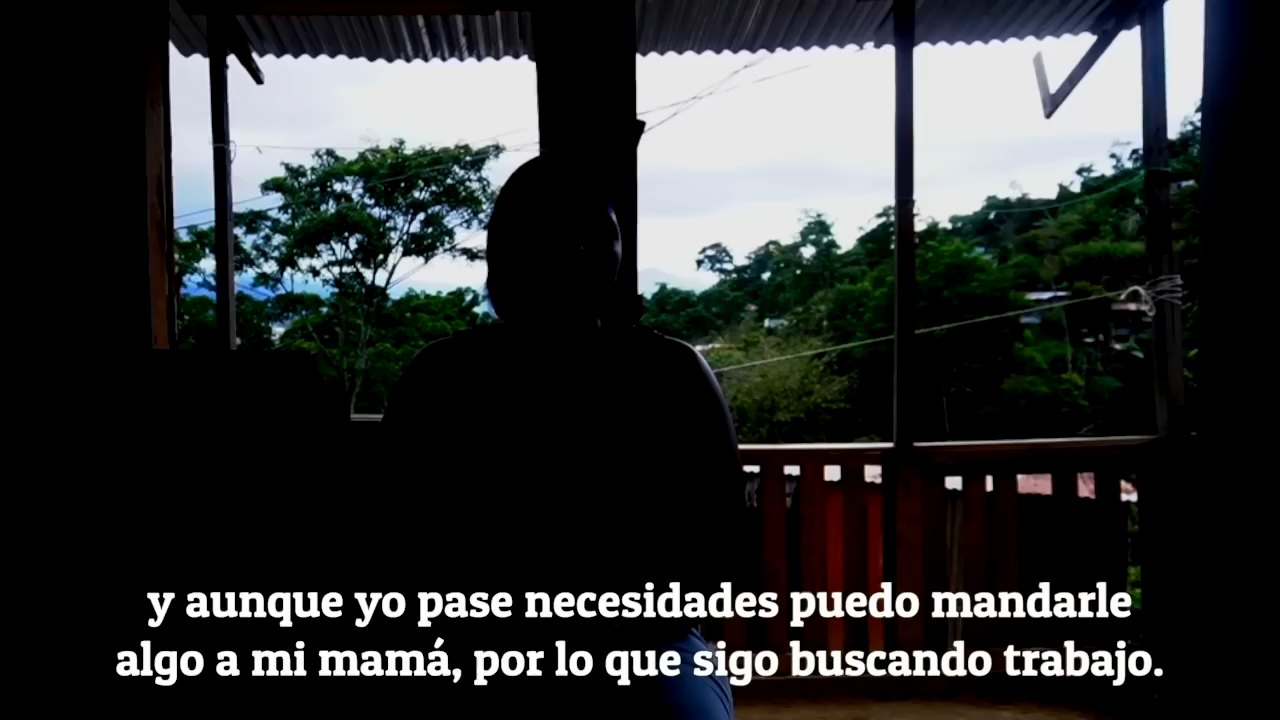 y aunque yo pase necesidades puedo mandarle
algo a mi mamá, por lo que sigo buscando trabajo.